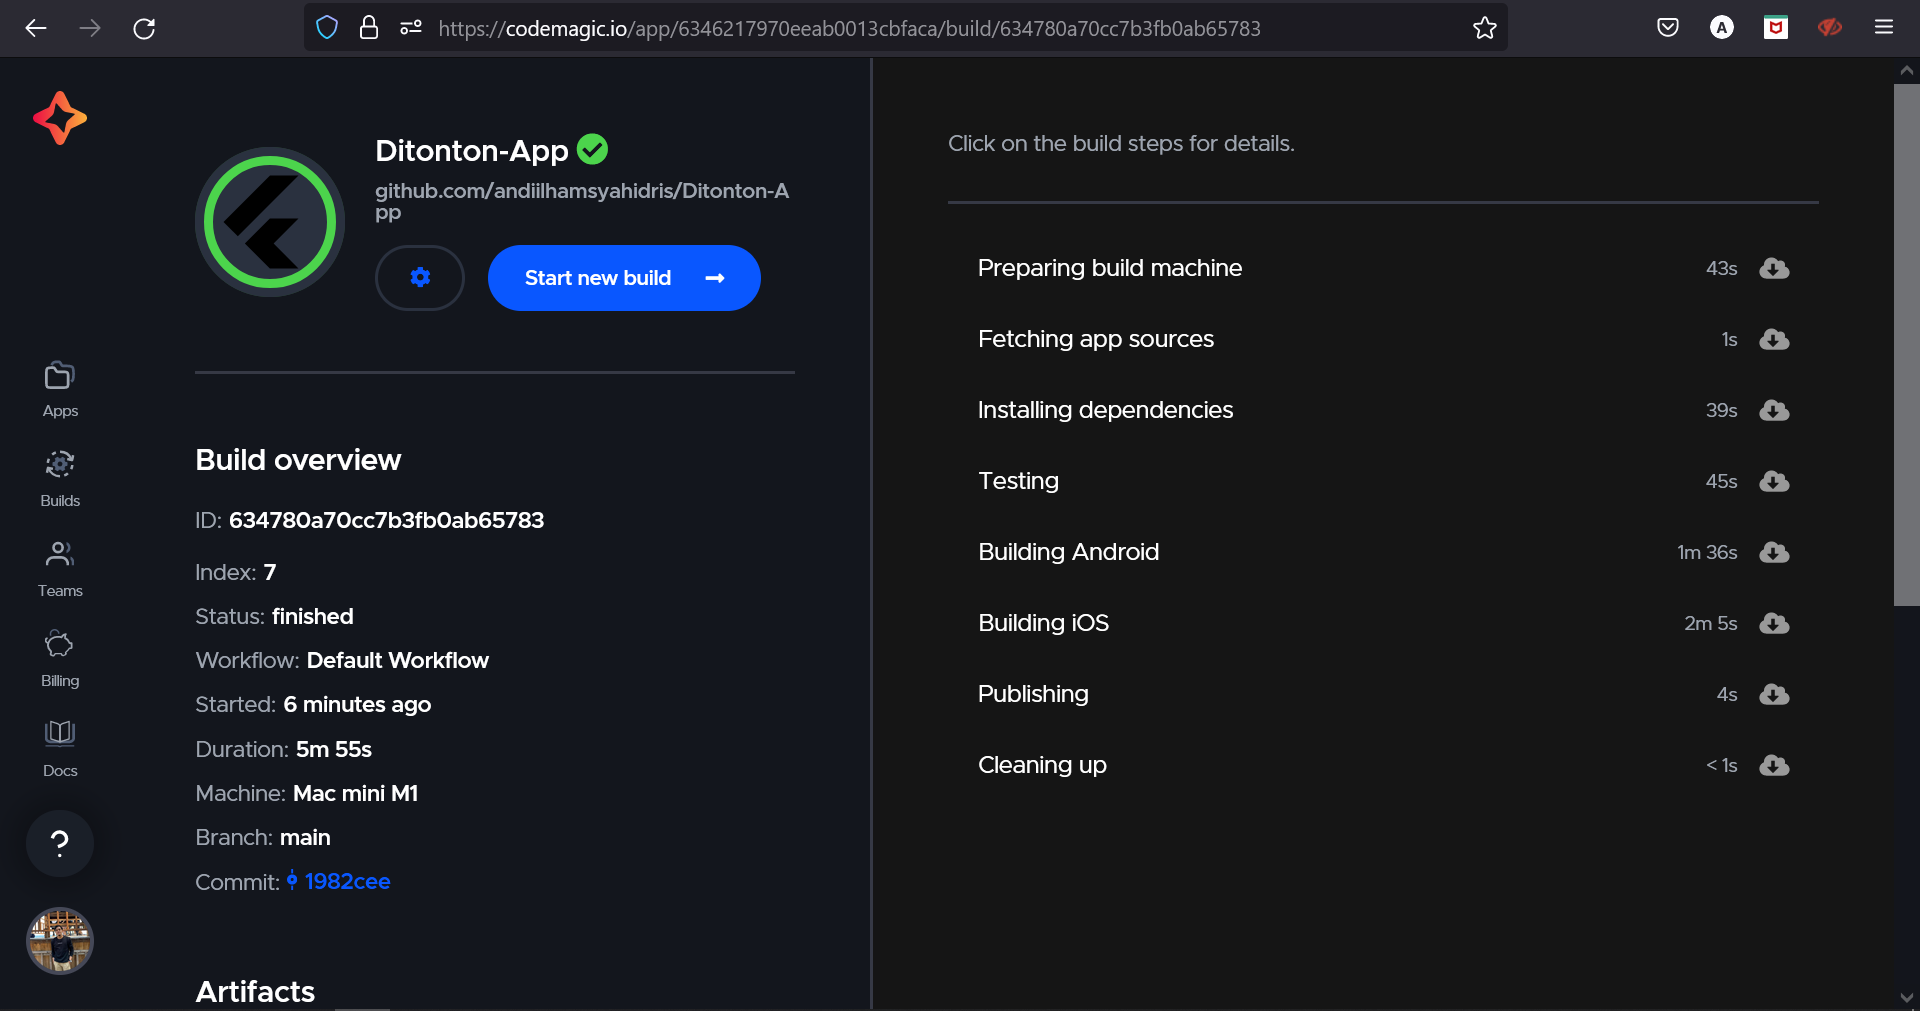 https://codemagic.io/app/6346217970eeab0013cbfaca/build/634780a70cc7b3fb0ab65783
A
Apps
Builds
Teams
Billing
Docs
?
Ditonton-App
github.com/andiilhamsyahidris/Ditonton-A
pp
Start new build
Build overview
ID: 634780a70cc7b3fb0ab65783
Index: 7
Status: finished
Workflow: Default Workflow
Started: 6 minutes ago
Duration: 5m 55s
Machine: Mac mini M1
Branch: main
Commit: 1982cee
Artifacts
Click on the build steps for details.
Preparing build machine 43s
Fetching app sources 1s
Installing dependencies 39s
Testing 45s
Building Android 1m 36s
Building iOS 2m 5s
Publishing 4s
Cleaning up < 1s